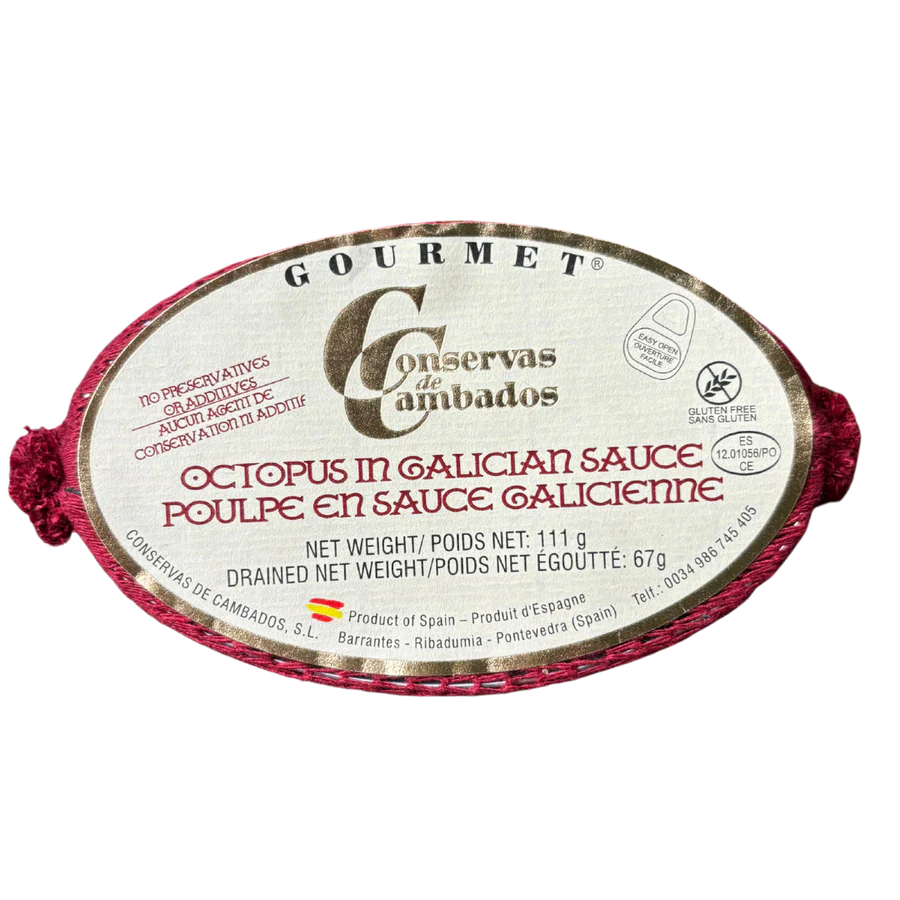 GOURMET®
Conservas
de
Cambados
EASY OPEN
OUVERTURE
FACILE
NO PRESERVATIVES
OR ADDITIVES
AUCUN AGENT DE
CONSERVATION NI ADDITIF
GLUTEN FREE
SANS GLUTEN
ES
12.01056/PO
CE
OCTOPUS IN GALICIAN SAUCE
POULPE EN SAUCE GALICIENNE
NET WEIGHT/ POIDS NET: 111 g
DRAINED NET WEIGHT/POIDS NET ÉGOUTTÉ: 67g
Product of Spain – Produit d'Espagne
CONSERVAS DE CAMBADOS, S.L. Barrantes - Ribadumia - Pontevedra (Spain) Telf.: 0034 986 745 405